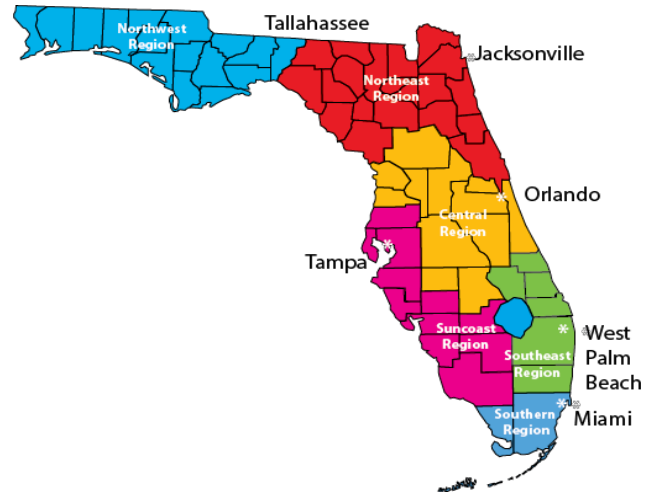 Tallahassee
Northwest
Region
Jacksonville
Northeast
Region
Orlando
Central
Region
Tampa
Suncoast
Region
West
Palm
Beach
Southeast
Region
Miami
Southern
Region